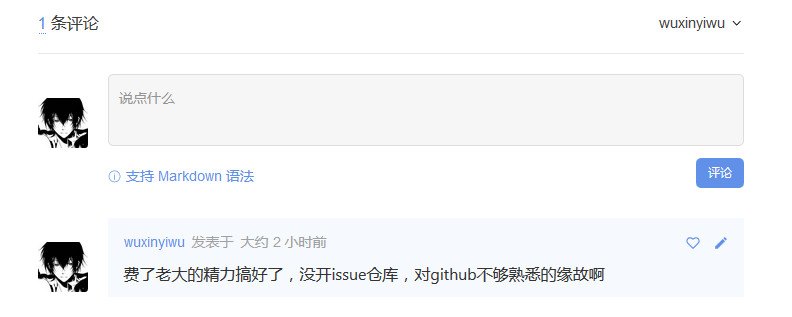 1 条评论
wuxinyiwu
说点什么
支持 Markdown 语法
评论
wuxinyiwu 发表于 大约 2 小时前
费了老大的精力搞好了，没开issue仓库，对github不够熟悉的缘故啊